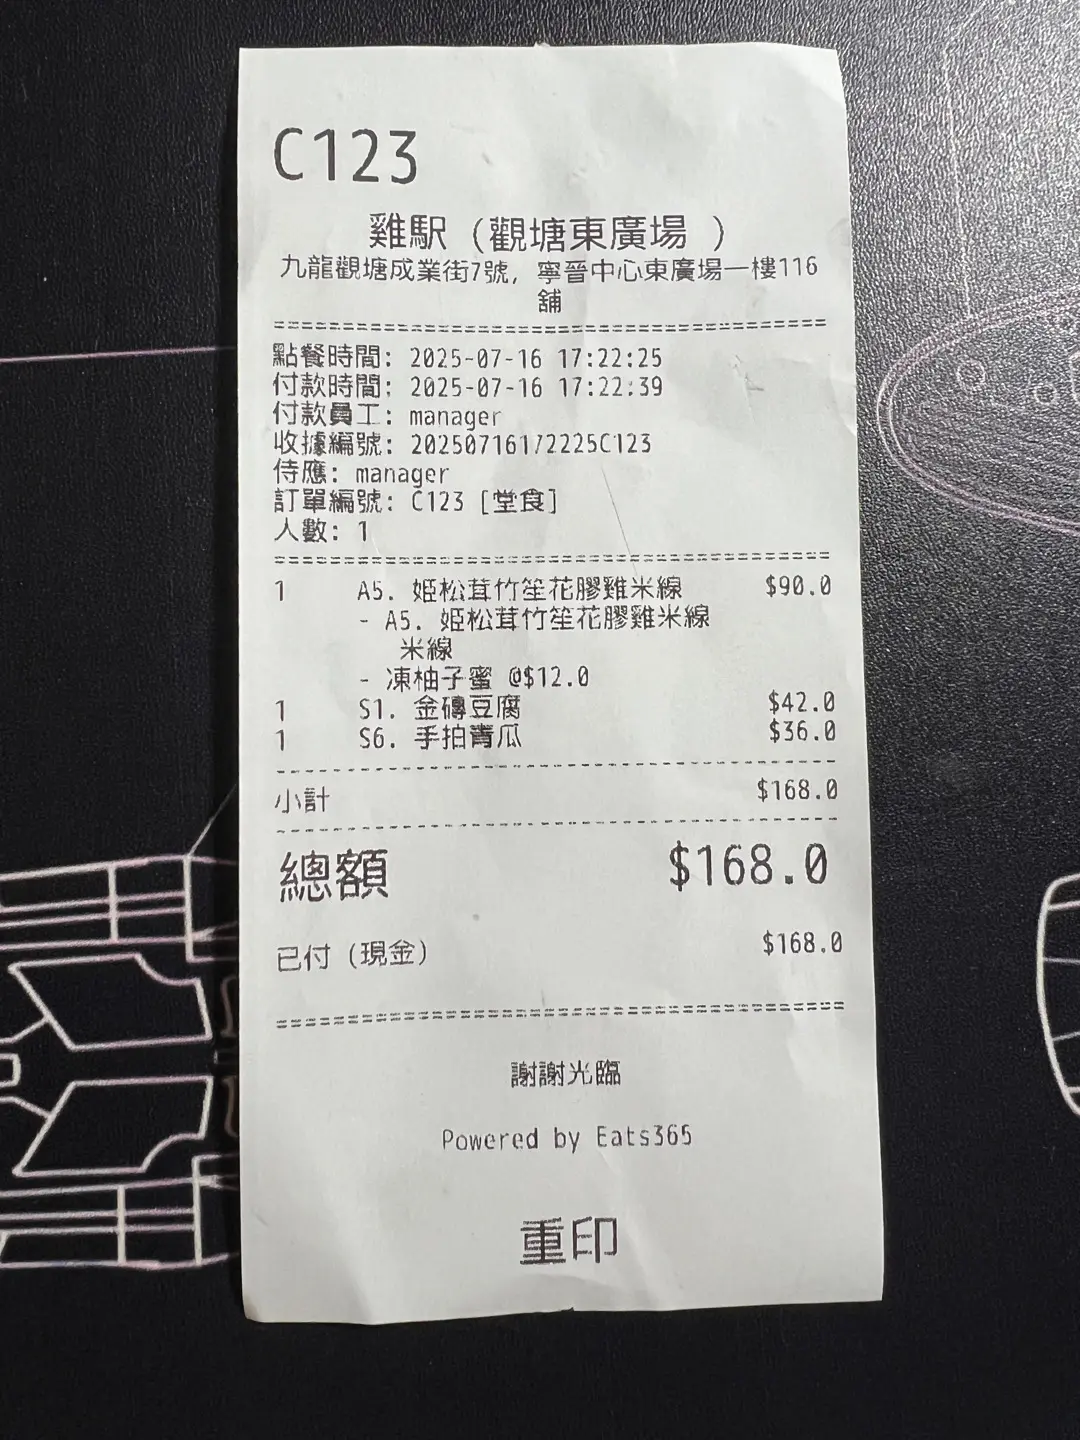 C123
雞駅（觀塘東廣場 ）
九龍觀塘成業街7號, 寧晉中心東廣場一樓116
舖
========================================
點餐時間: 2025-07-16 17:22:25
付款時間: 2025-07-16 17:22:39
付款員工: manager
收據編號: 20250716172225C123
侍應: manager
訂單編號: C123 [堂食]
人數: 1
========================================
1 A5. 姬松茸竹笙花膠雞米線 $90.0
- A5. 姬松茸竹笙花膠雞米線
米線
- 凍柚子蜜 @$12.0
1 S1. 金磚豆腐 $42.0
1 S6. 手拍青瓜 $36.0
----------------------------------------
小計 $168.0
----------------------------------------
總額 $168.0
已付（現金） $168.0
========================================
謝謝光臨
Powered by Eats365
重印